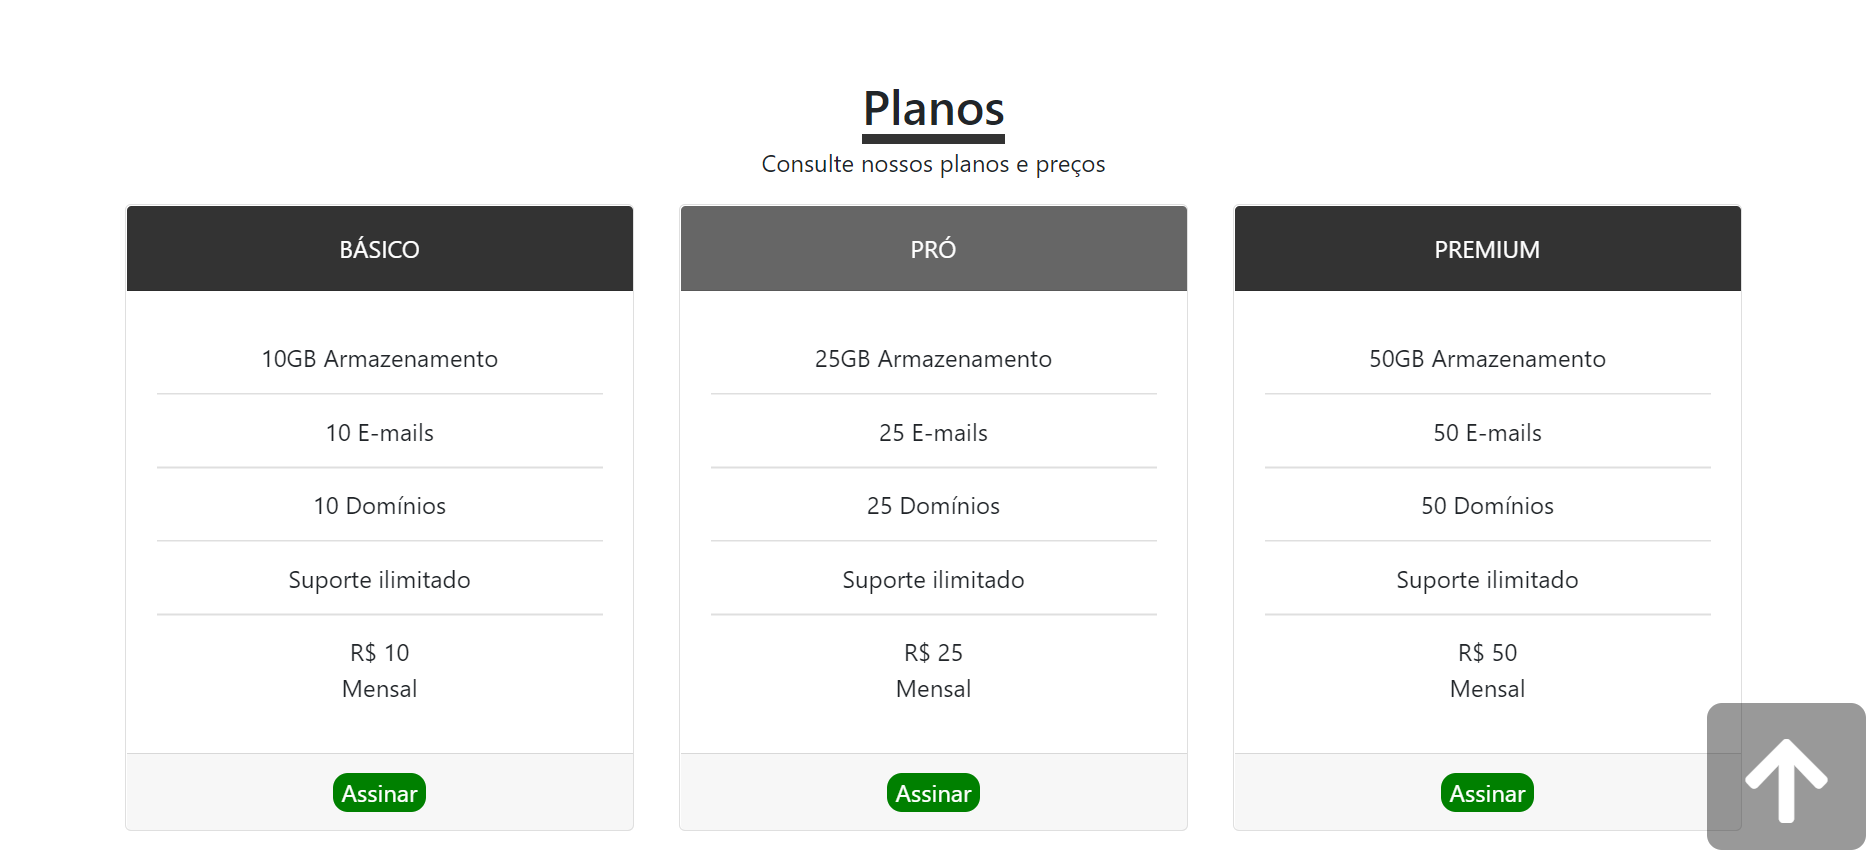 Planos
Consulte nossos planos e preços
BÁSICO
10GB Armazenamento
10 E-mails
10 Domínios
Suporte ilimitado
R$ 10
Mensal
Assinar
PRÓ
25GB Armazenamento
25 E-mails
25 Domínios
Suporte ilimitado
R$ 25
Mensal
Assinar
PREMIUM
50GB Armazenamento
50 E-mails
50 Domínios
Suporte ilimitado
R$ 50
Mensal
Assinar